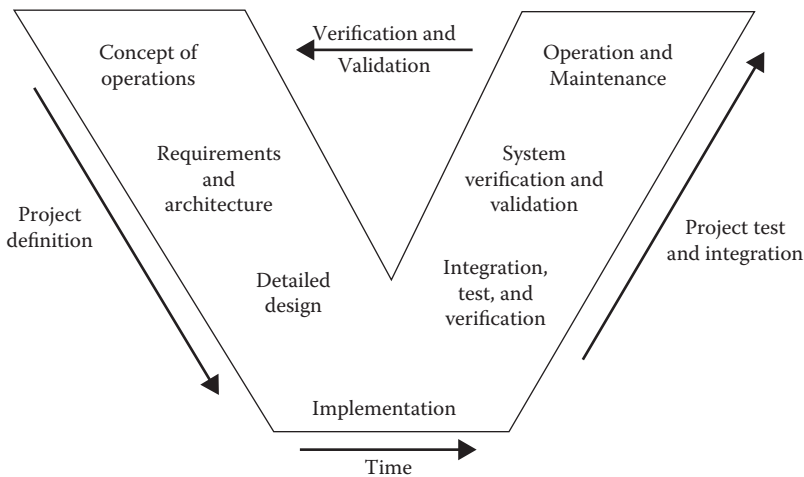 Concept of
operations
Verification and
Validation
Operation and
Maintenance
Requirements
and
architecture
System
verification and
validation
Project
definition
Project test
and integration
Detailed
design
Integration,
test, and
verification
Implementation
Time